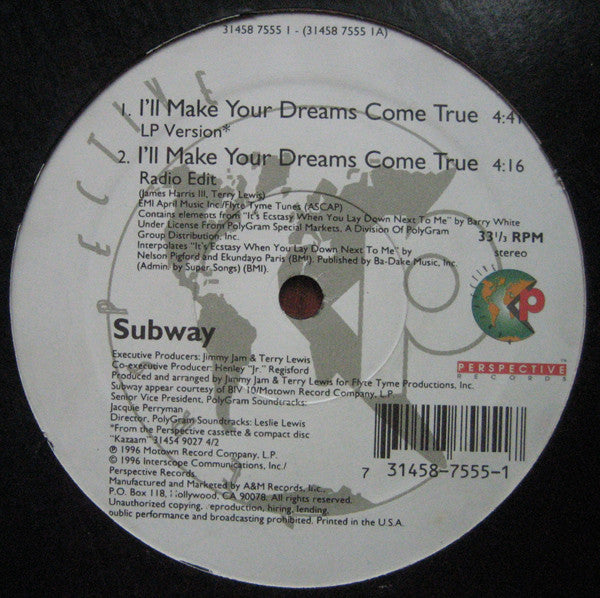 31458 7555 1 - (31458 7555 1A)
PERSPECTIVE
1. I'll Make Your Dreams Come True 4:41
LP Version*
2. I'll Make Your Dreams Come True 4:16
Radio Edit
(James Harris III, Terry Lewis)
EMI April Music Inc/Flyte Tyme Tunes (ASCAP)
Contains elements from "It's Ecstasy When You Lay Down Next To Me" by Barry White
Under License From PolyGram Special Markets, A Division Of PolyGram
Group Distribution, Inc
Interpolates "It's Ecstasy When You Lay Down Next To Me" by
Nelson Pigford and Ekundayo Paris (BMI). Published by Ba-Dake Music, Inc.
(Admin. by Super Songs) (BMI).
33 1/3 RPM
stereo
p
PERSPECTIVE™
RECORDS
Subway
Executive Producers: Jimmy Jam & Terry Lewis
Co-executive Producer: Henley "Jr." Regisford
Produced and arranged by Jimmy Jam & Terry Lewis for Flyte Tyme Productions, Inc.
Subway appear courtesy of BIV 10/Motown Record Company, L.P.
Senior Vice President, PolyGram Soundtracks:
Jacquie Perryman
Director, PolyGram Soundtracks: Leslie Lewis
*From the Perspective cassette & compact disc
"Kazaam" 31454 9027 4/2
℗ 1996 Motown Record Company, L.P.
© 1996 Interscope Communications, Inc./
Perspective Records.
Manufactured and Marketed by A&M Records, Inc.,
P.O. Box 118, Hollywood, CA 90078. All rights reserved.
Unauthorized copying, reproduction, hiring, lending,
public performance and broadcasting prohibited. Printed in the U.S.A.
7 31458-7555-1